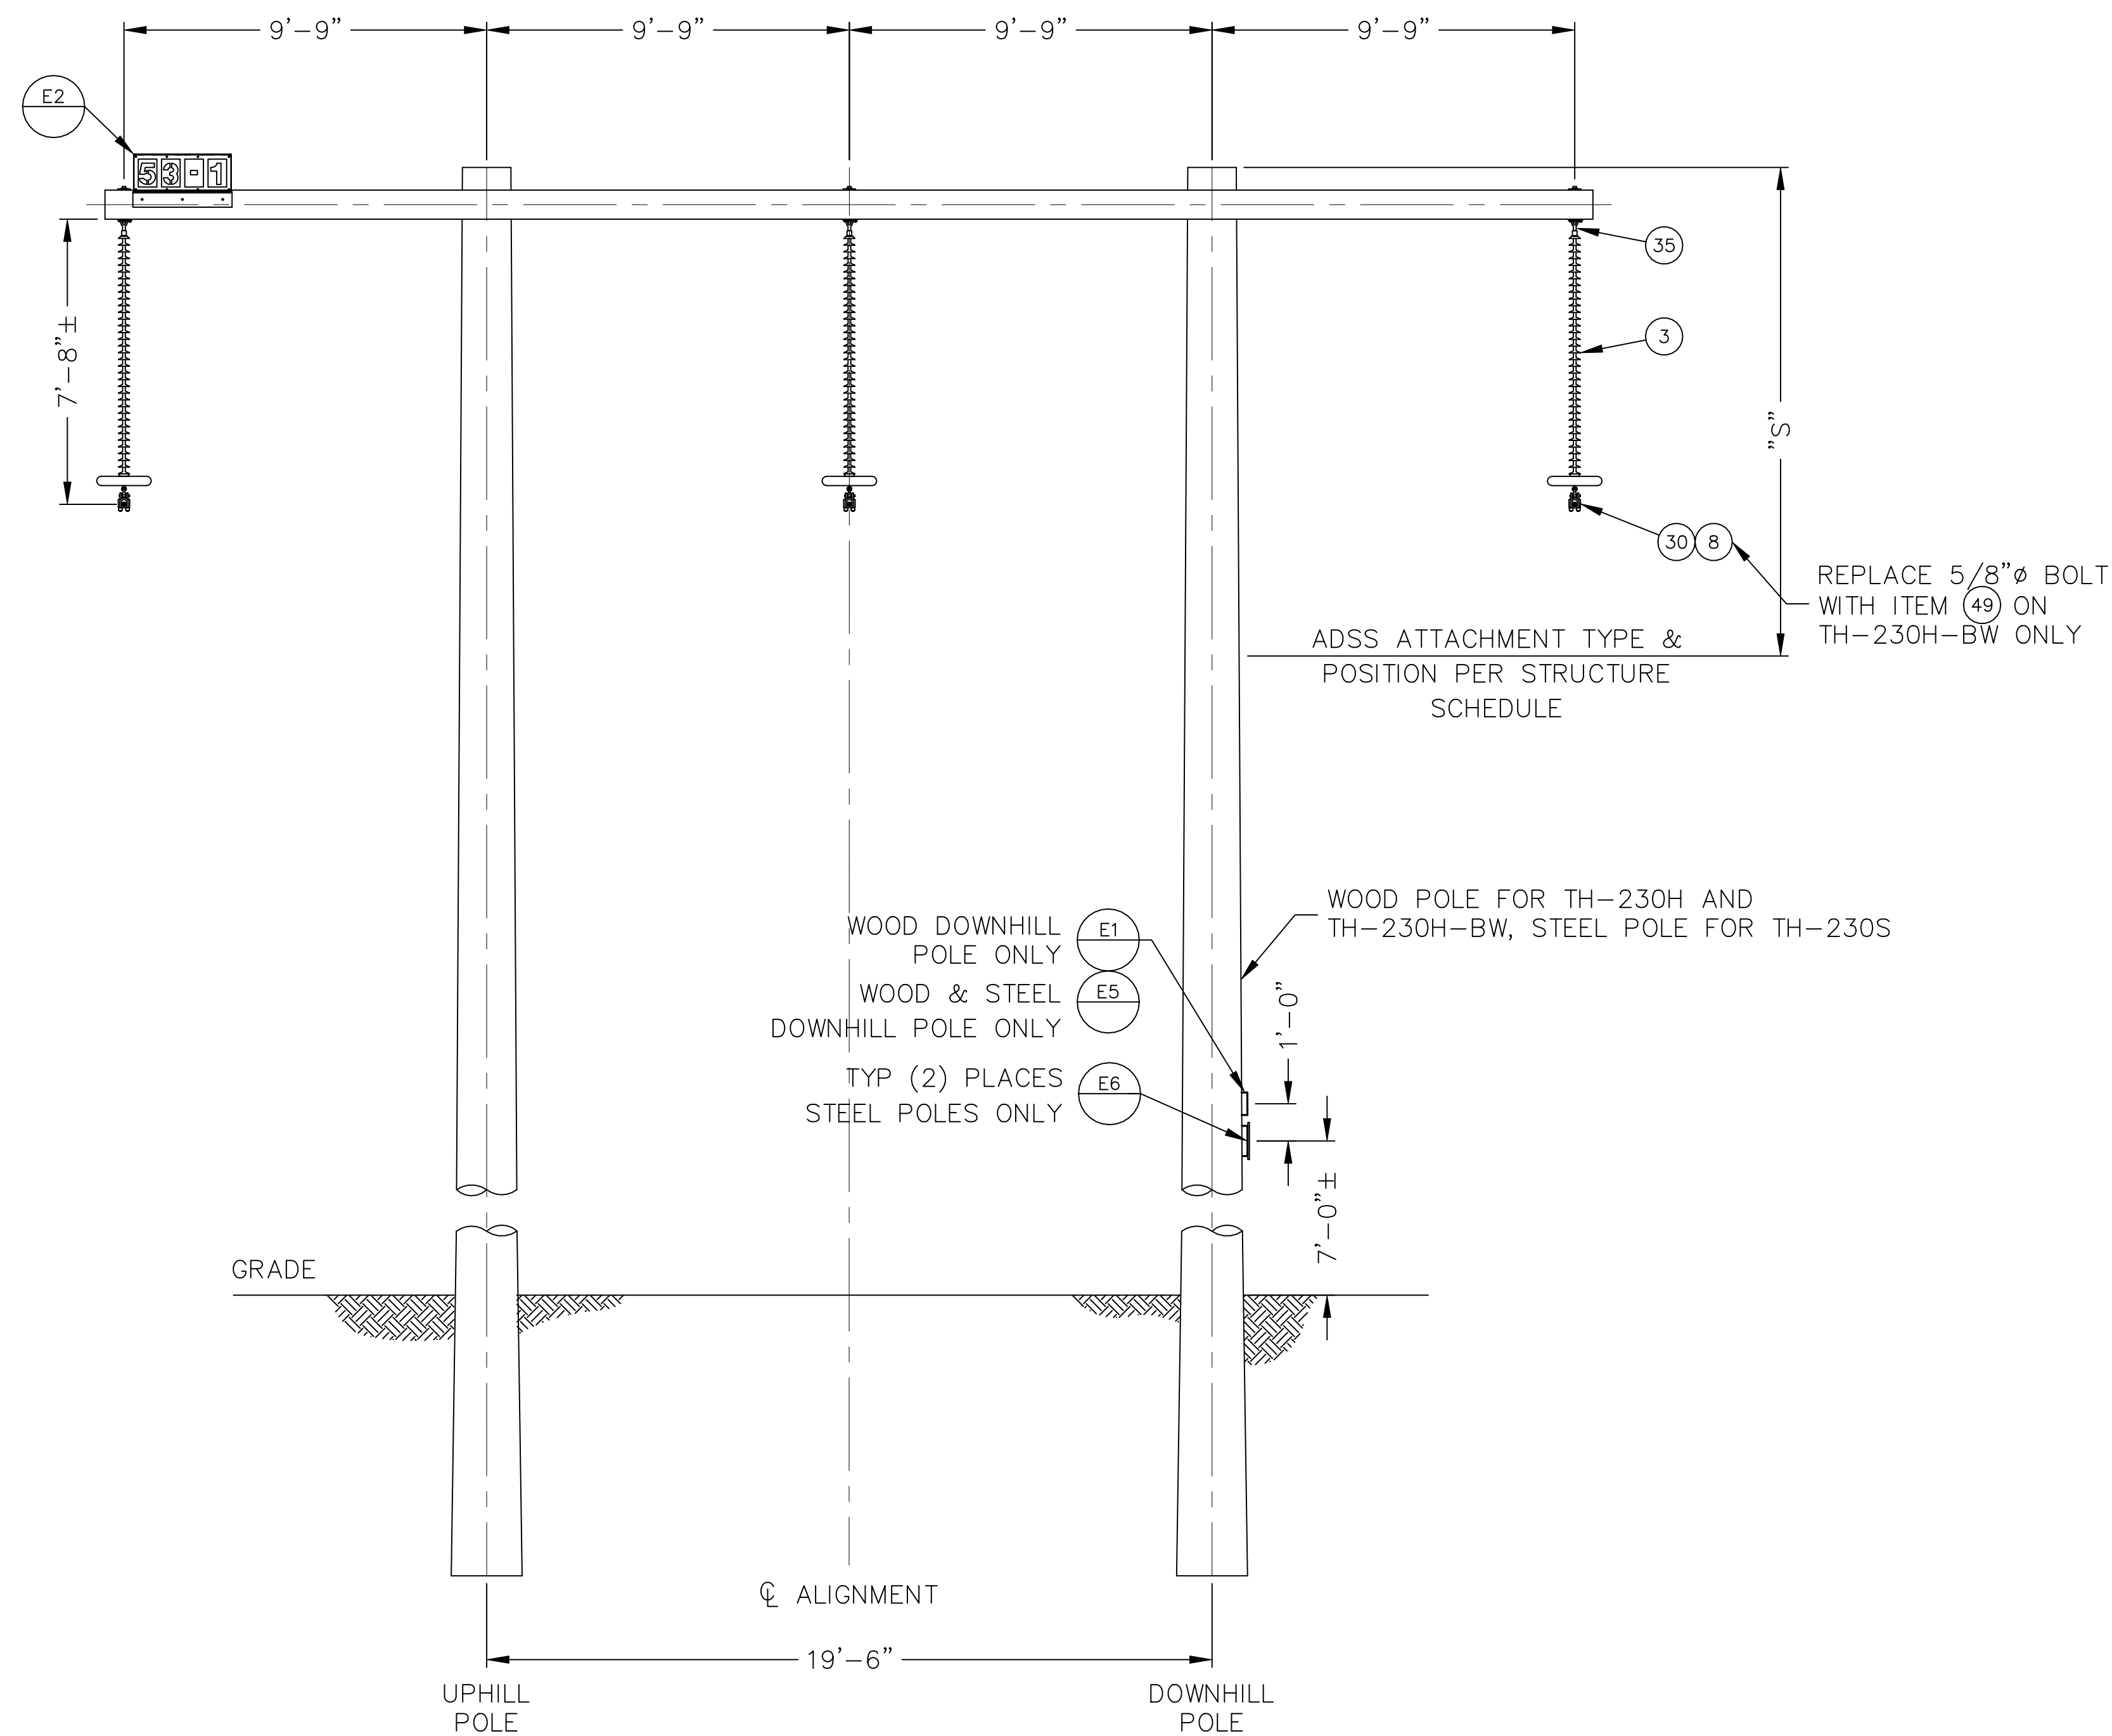 9'-9" 9'-9" 9'-9" 9'-9"
E2
53-1
35
7'-8"±
3
"S"
30 8
REPLACE 5/8"ø BOLT
WITH ITEM 49 ON
TH-230H-BW ONLY
ADSS ATTACHMENT TYPE &
POSITION PER STRUCTURE
SCHEDULE
WOOD POLE FOR TH-230H AND
TH-230H-BW, STEEL POLE FOR TH-230S
WOOD DOWNHILL
POLE ONLY
E1
WOOD & STEEL
DOWNHILL POLE ONLY
E5
1'-0"
TYP (2) PLACES
STEEL POLES ONLY
E6
7'-0"±
GRADE
℄ ALIGNMENT
19'-6"
UPHILL
POLE
DOWNHILL
POLE